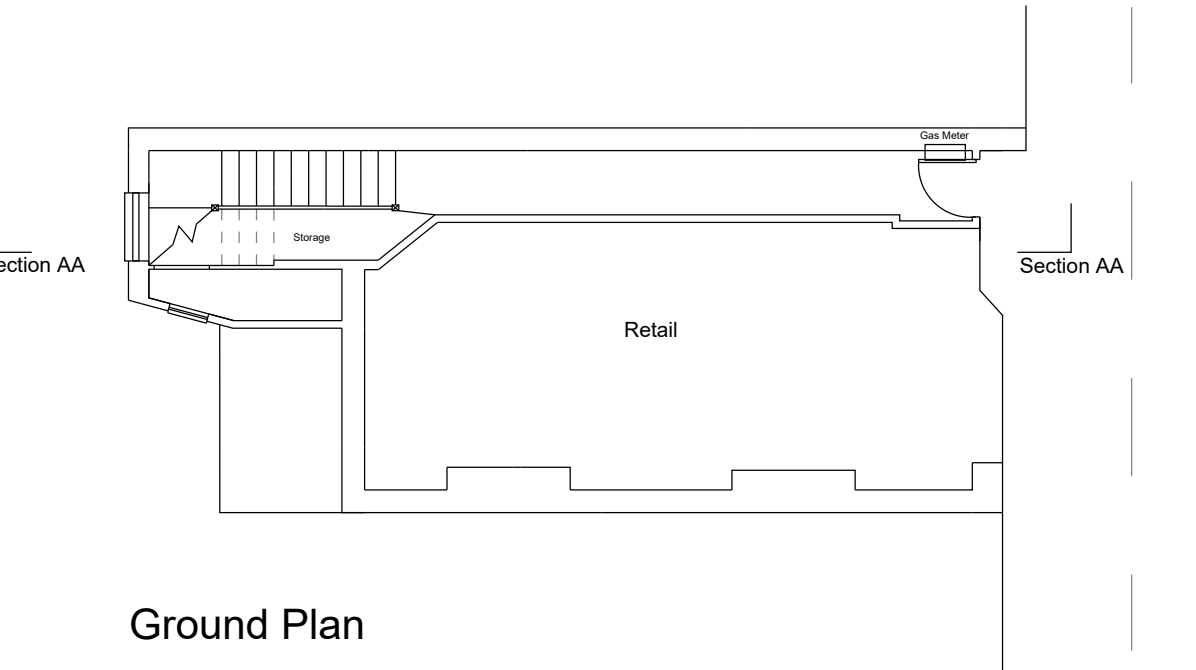 Gas Meter
Storage
ection AA
Section AA
Retail
Ground Plan